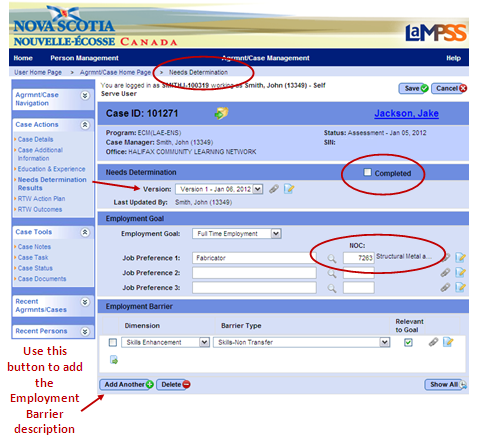 NOVA SCOTIA
NOUVELLE-ÉCOSSE CANADA
LaMPSS
Home Person Management Agrmnt/Case Management Help
User Home Page > Agrmnt/Case Home Page > Needs Determination
You are logged in as SMITHJ-100319 working as Smith, John (13349) - Self Serve User
Save Cancel
Agrmnt/Case Navigation
Case Actions
Case Details
Case Additional Information
Education & Experience
Needs Determination Results
RTW Action Plan
RTW Outcomes
Case Tools
Case Notes
Case Task
Case Status
Case Documents
Recent Agrmnts/Cases
Recent Persons
Case ID: 101271 Jackson, Jake
Program: ECM(LAE-ENS) Status: Assessment - Jan 05, 2012
Case Manager: Smith, John (13349) SIN:
Office: HALIFAX COMMUNITY LEARNING NETWORK
Needs Determination Completed
Version: Version 1 - Jan 06, 2012
Last Updated By: Smith, John (13349)
Employment Goal
Employment Goal: Full Time Employment
NOC:
Job Preference 1: Fabricator 7263 Structural Metal a...
Job Preference 2:
Job Preference 3:
Employment Barrier
Dimension Barrier Type Relevant to Goal
Skills Enhancement Skills-Non Transfer
Add Another Delete Show All
Use this
button to add
the
Employment
Barrier
description